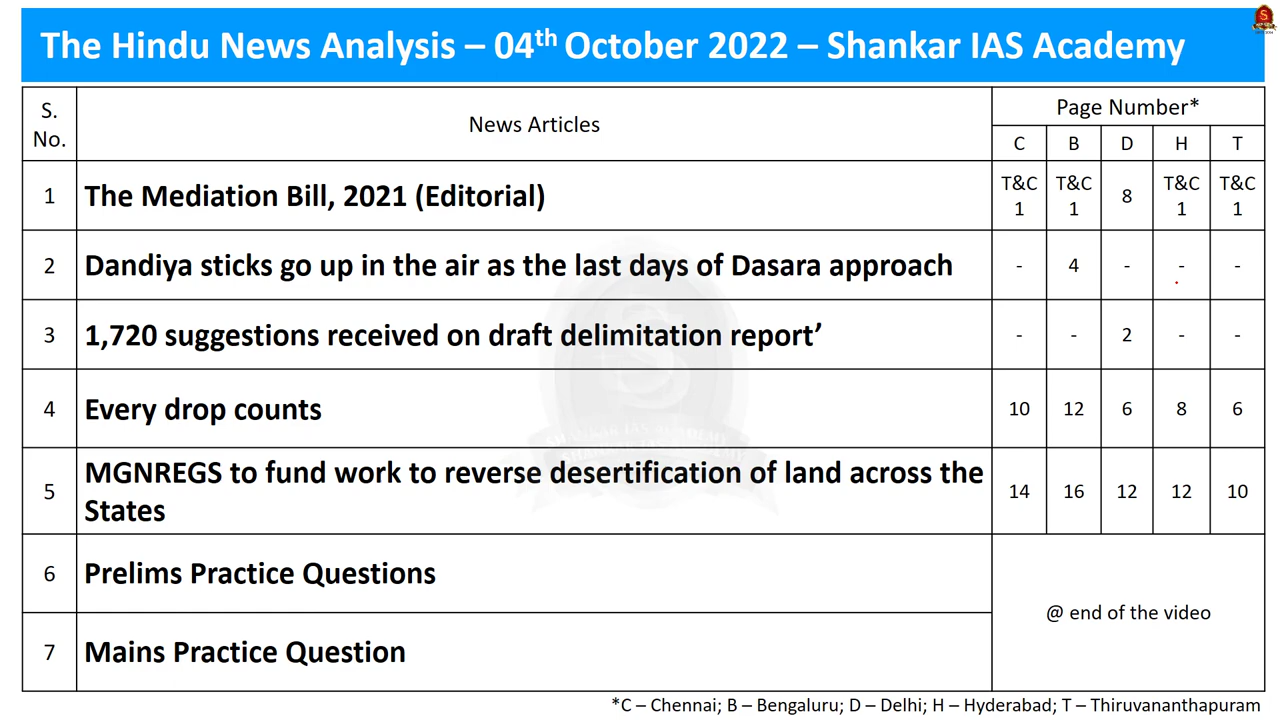 The Hindu News Analysis – 04th October 2022 – Shankar IAS Academy
S. No.
News Articles
Page Number*
C B D H T
1 The Mediation Bill, 2021 (Editorial) T&C 1 T&C 1 8 T&C 1 T&C 1
2 Dandiya sticks go up in the air as the last days of Dasara approach - 4 - - -
3 1,720 suggestions received on draft delimitation report’ - - 2 - -
4 Every drop counts 10 12 6 8 6
5 MGNREGS to fund work to reverse desertification of land across the
States 14 16 12 12 10
6 Prelims Practice Questions
@ end of the video
7 Mains Practice Question
*C – Chennai; B – Bengaluru; D – Delhi; H – Hyderabad; T – Thiruvananthapuram